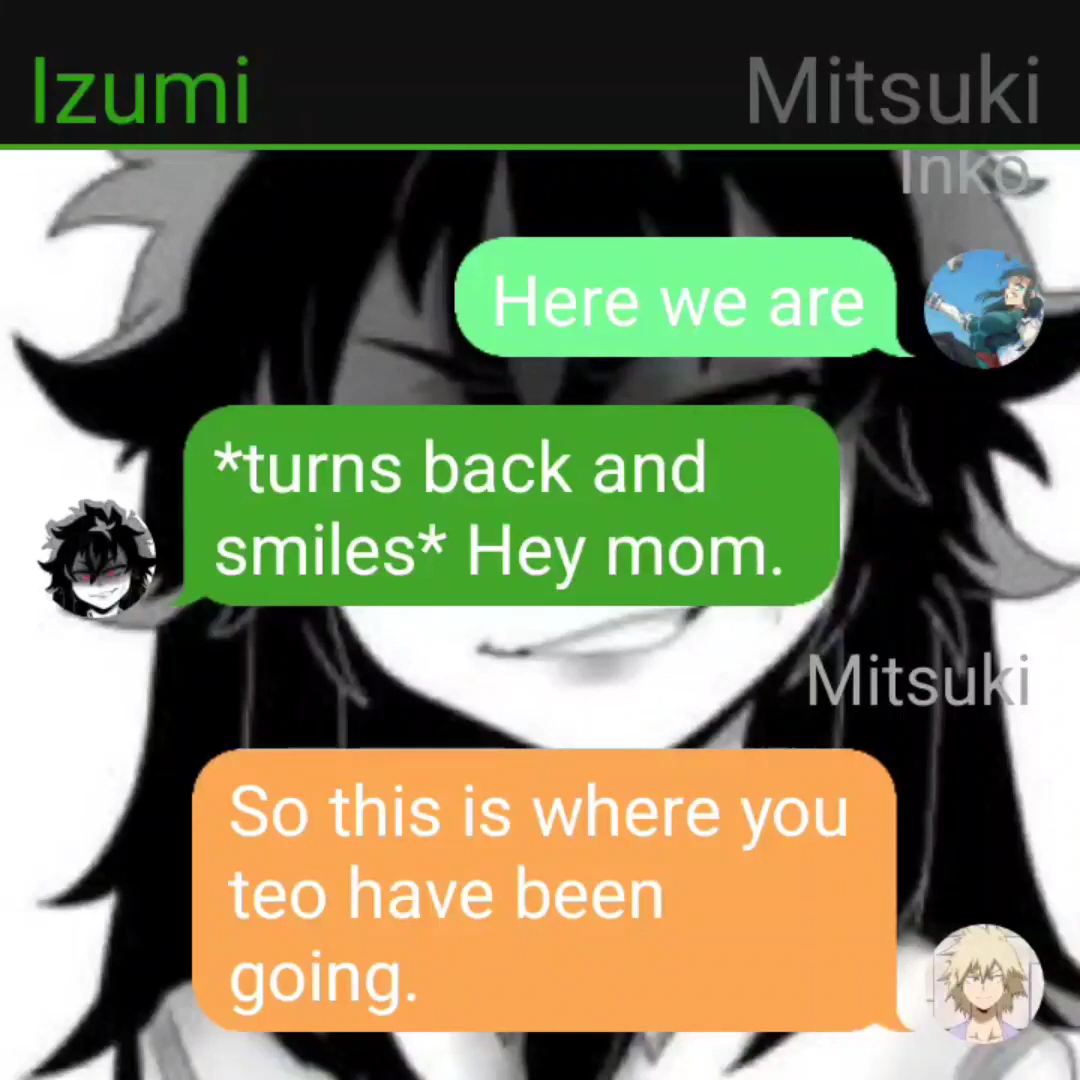 Izumi Mitsuki
Inko
Here we are
*turns back and
smiles* Hey mom.
Mitsuki
So this is where you
teo have been
going.